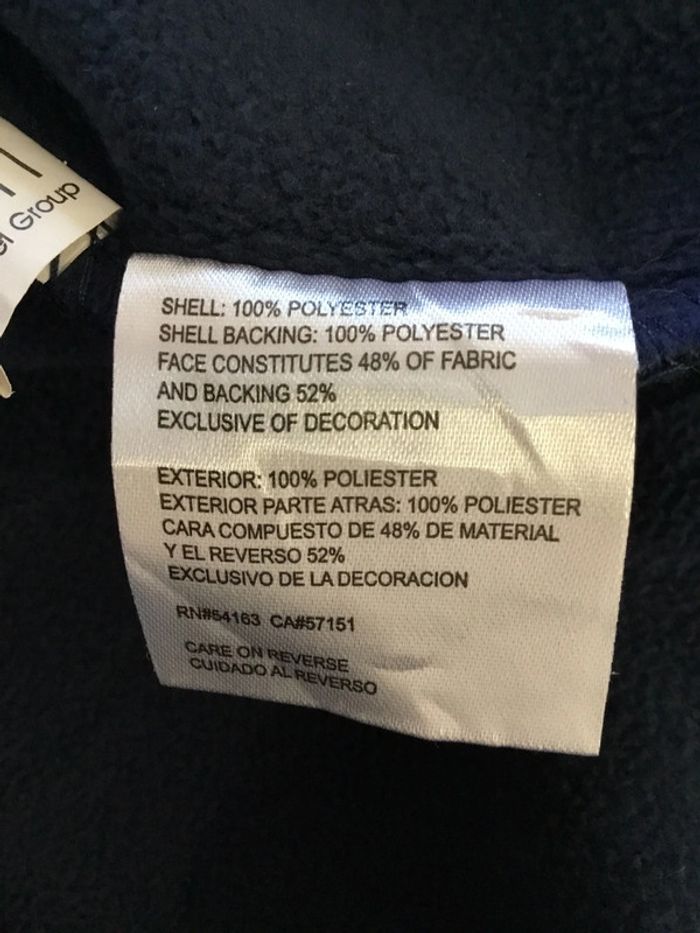 Group
SHELL: 100% POLYESTER
SHELL BACKING: 100% POLYESTER
FACE CONSTITUTES 48% OF FABRIC
AND BACKING 52%
EXCLUSIVE OF DECORATION
EXTERIOR: 100% POLIESTER
EXTERIOR PARTE ATRAS: 100% POLIESTER
CARA COMPUESTO DE 48% DE MATERIAL
Y EL REVERSO 52%
EXCLUSIVO DE LA DECORACION
RN#54163 CA#57151
CARE ON REVERSE
CUIDADO AL REVERSO